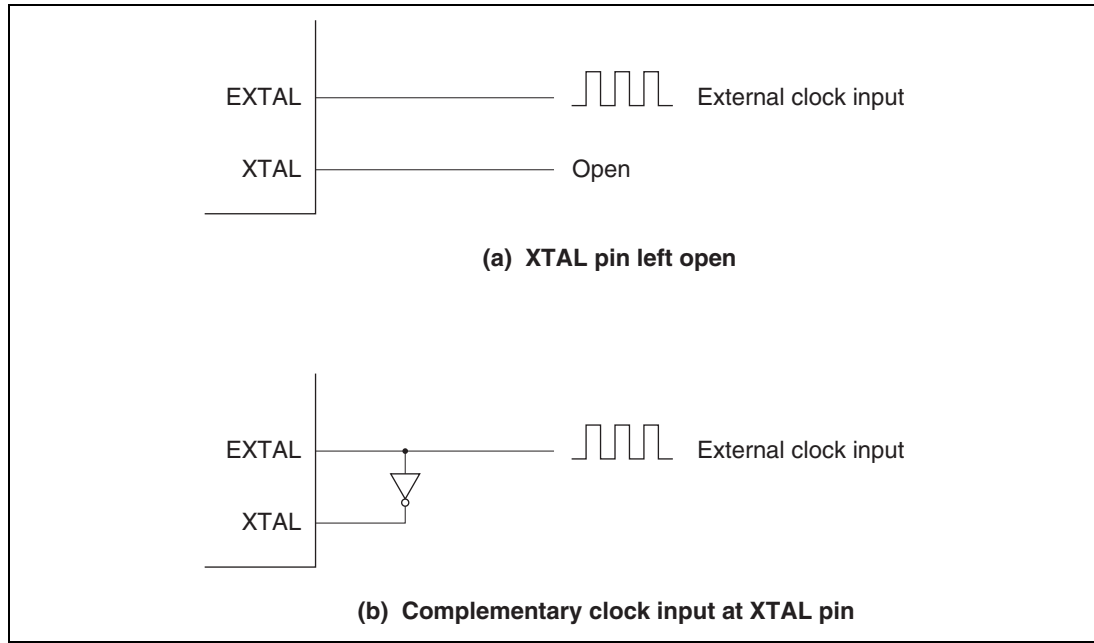 EXTAL
External clock input
XTAL
Open
(a) XTAL pin left open
EXTAL
External clock input
XTAL
(b) Complementary clock input at XTAL pin